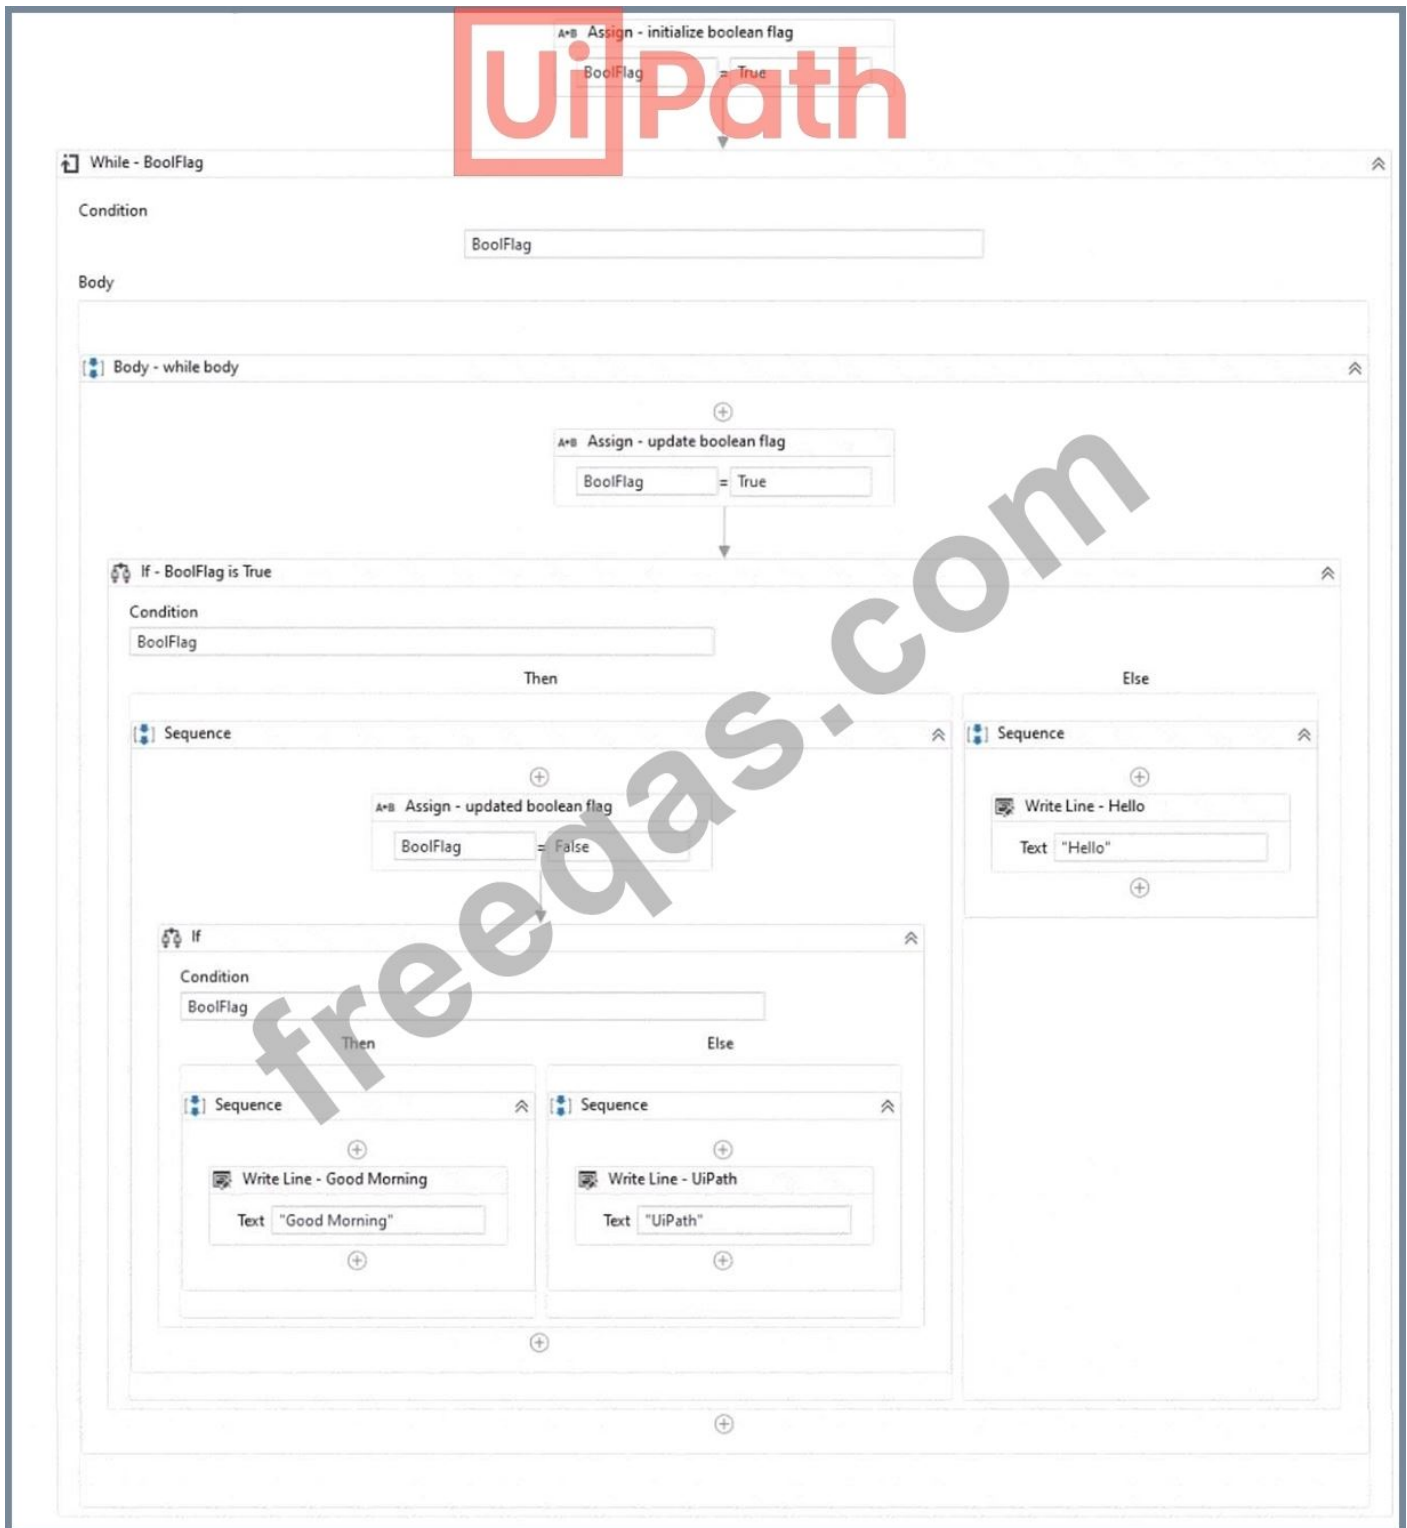 UiPath
A+B Assign - initialize boolean flag
BoolFlag = True
While - BoolFlag
Condition
BoolFlag
Body
Body - while body
A+B Assign - update boolean flag
BoolFlag = True
If - BoolFlag is True
Condition
BoolFlag
Then Else
Sequence
A+B Assign - updated boolean flag
BoolFlag = False
If
Condition
BoolFlag
Then Else
Sequence
Write Line - Good Morning
Text "Good Morning"
Sequence
Write Line - UiPath
Text "UiPath"
Sequence
Write Line - Hello
Text "Hello"
freeqas.com